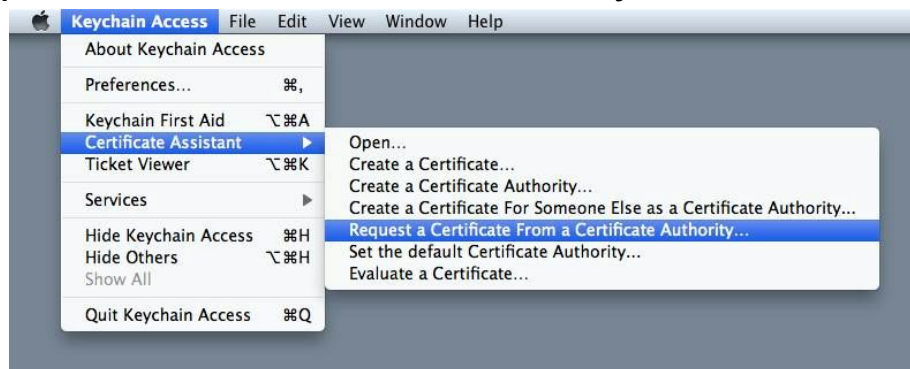 Keychain Access File Edit View Window Help
About Keychain Access
Preferences... ⌘,
Keychain First Aid ⌥⌘A
Certificate Assistant
Ticket Viewer ⌥⌘K
Services
Hide Keychain Access ⌘H
Hide Others ⌥⌘H
Show All
Quit Keychain Access ⌘Q
Open...
Create a Certificate...
Create a Certificate Authority...
Create a Certificate For Someone Else as a Certificate Authority...
Request a Certificate From a Certificate Authority...
Set the default Certificate Authority...
Evaluate a Certificate...